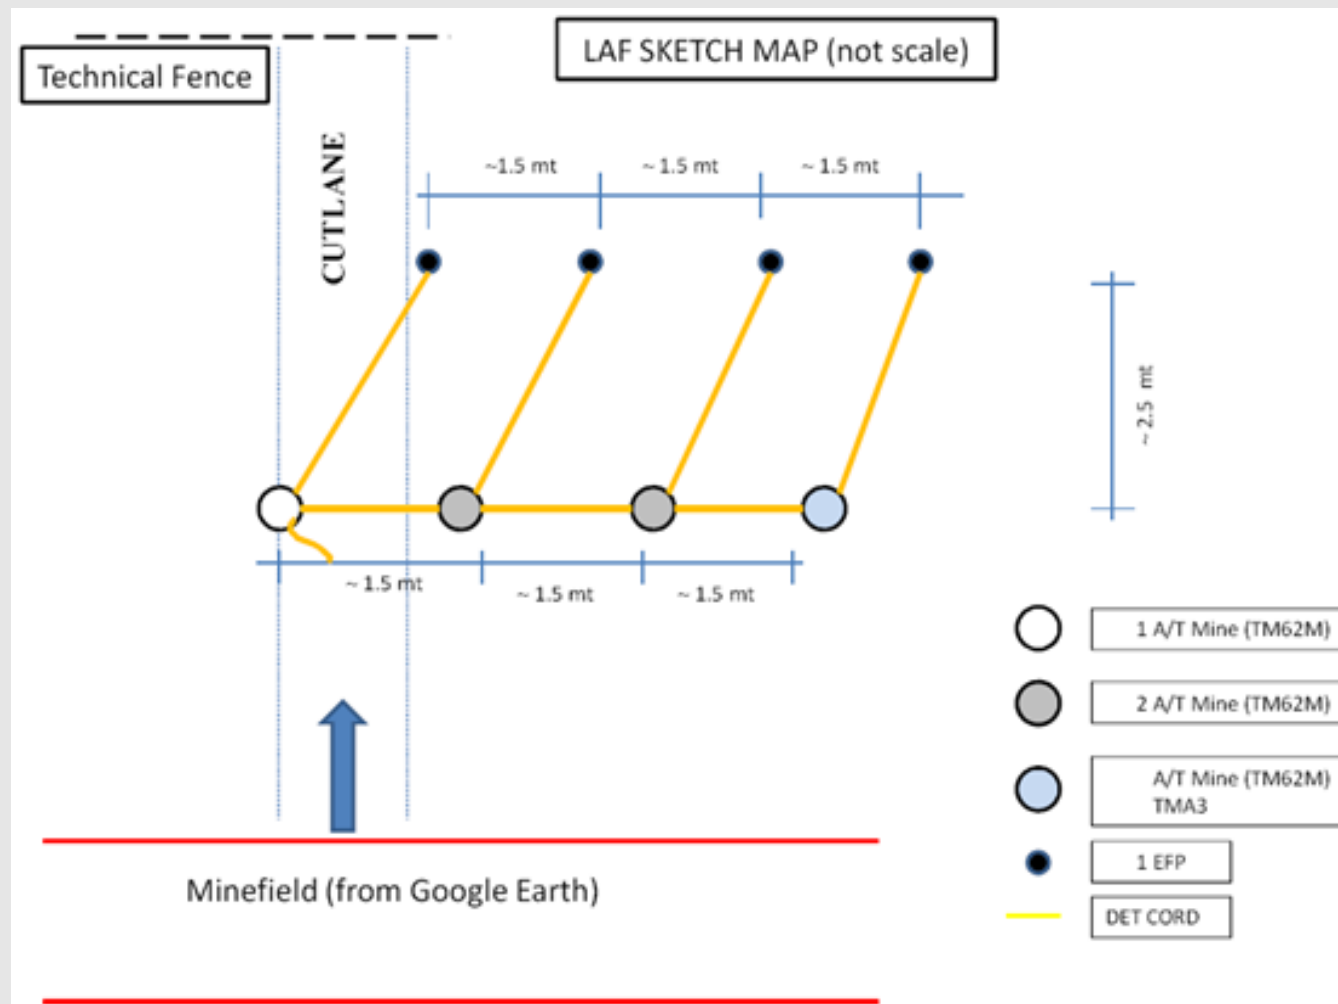 LAF SKETCH MAP (not scale)
Technical Fence
CUTLANE
~1.5 mt
~ 1.5 mt
~ 1.5 mt
~ 2.5 mt
~ 1.5 mt
~ 1.5 mt
~ 1.5 mt
1 A/T Mine (TM62M)
2 A/T Mine (TM62M)
A/T Mine (TM62M)
TMA3
1 EFP
DET CORD
Minefield (from Google Earth)